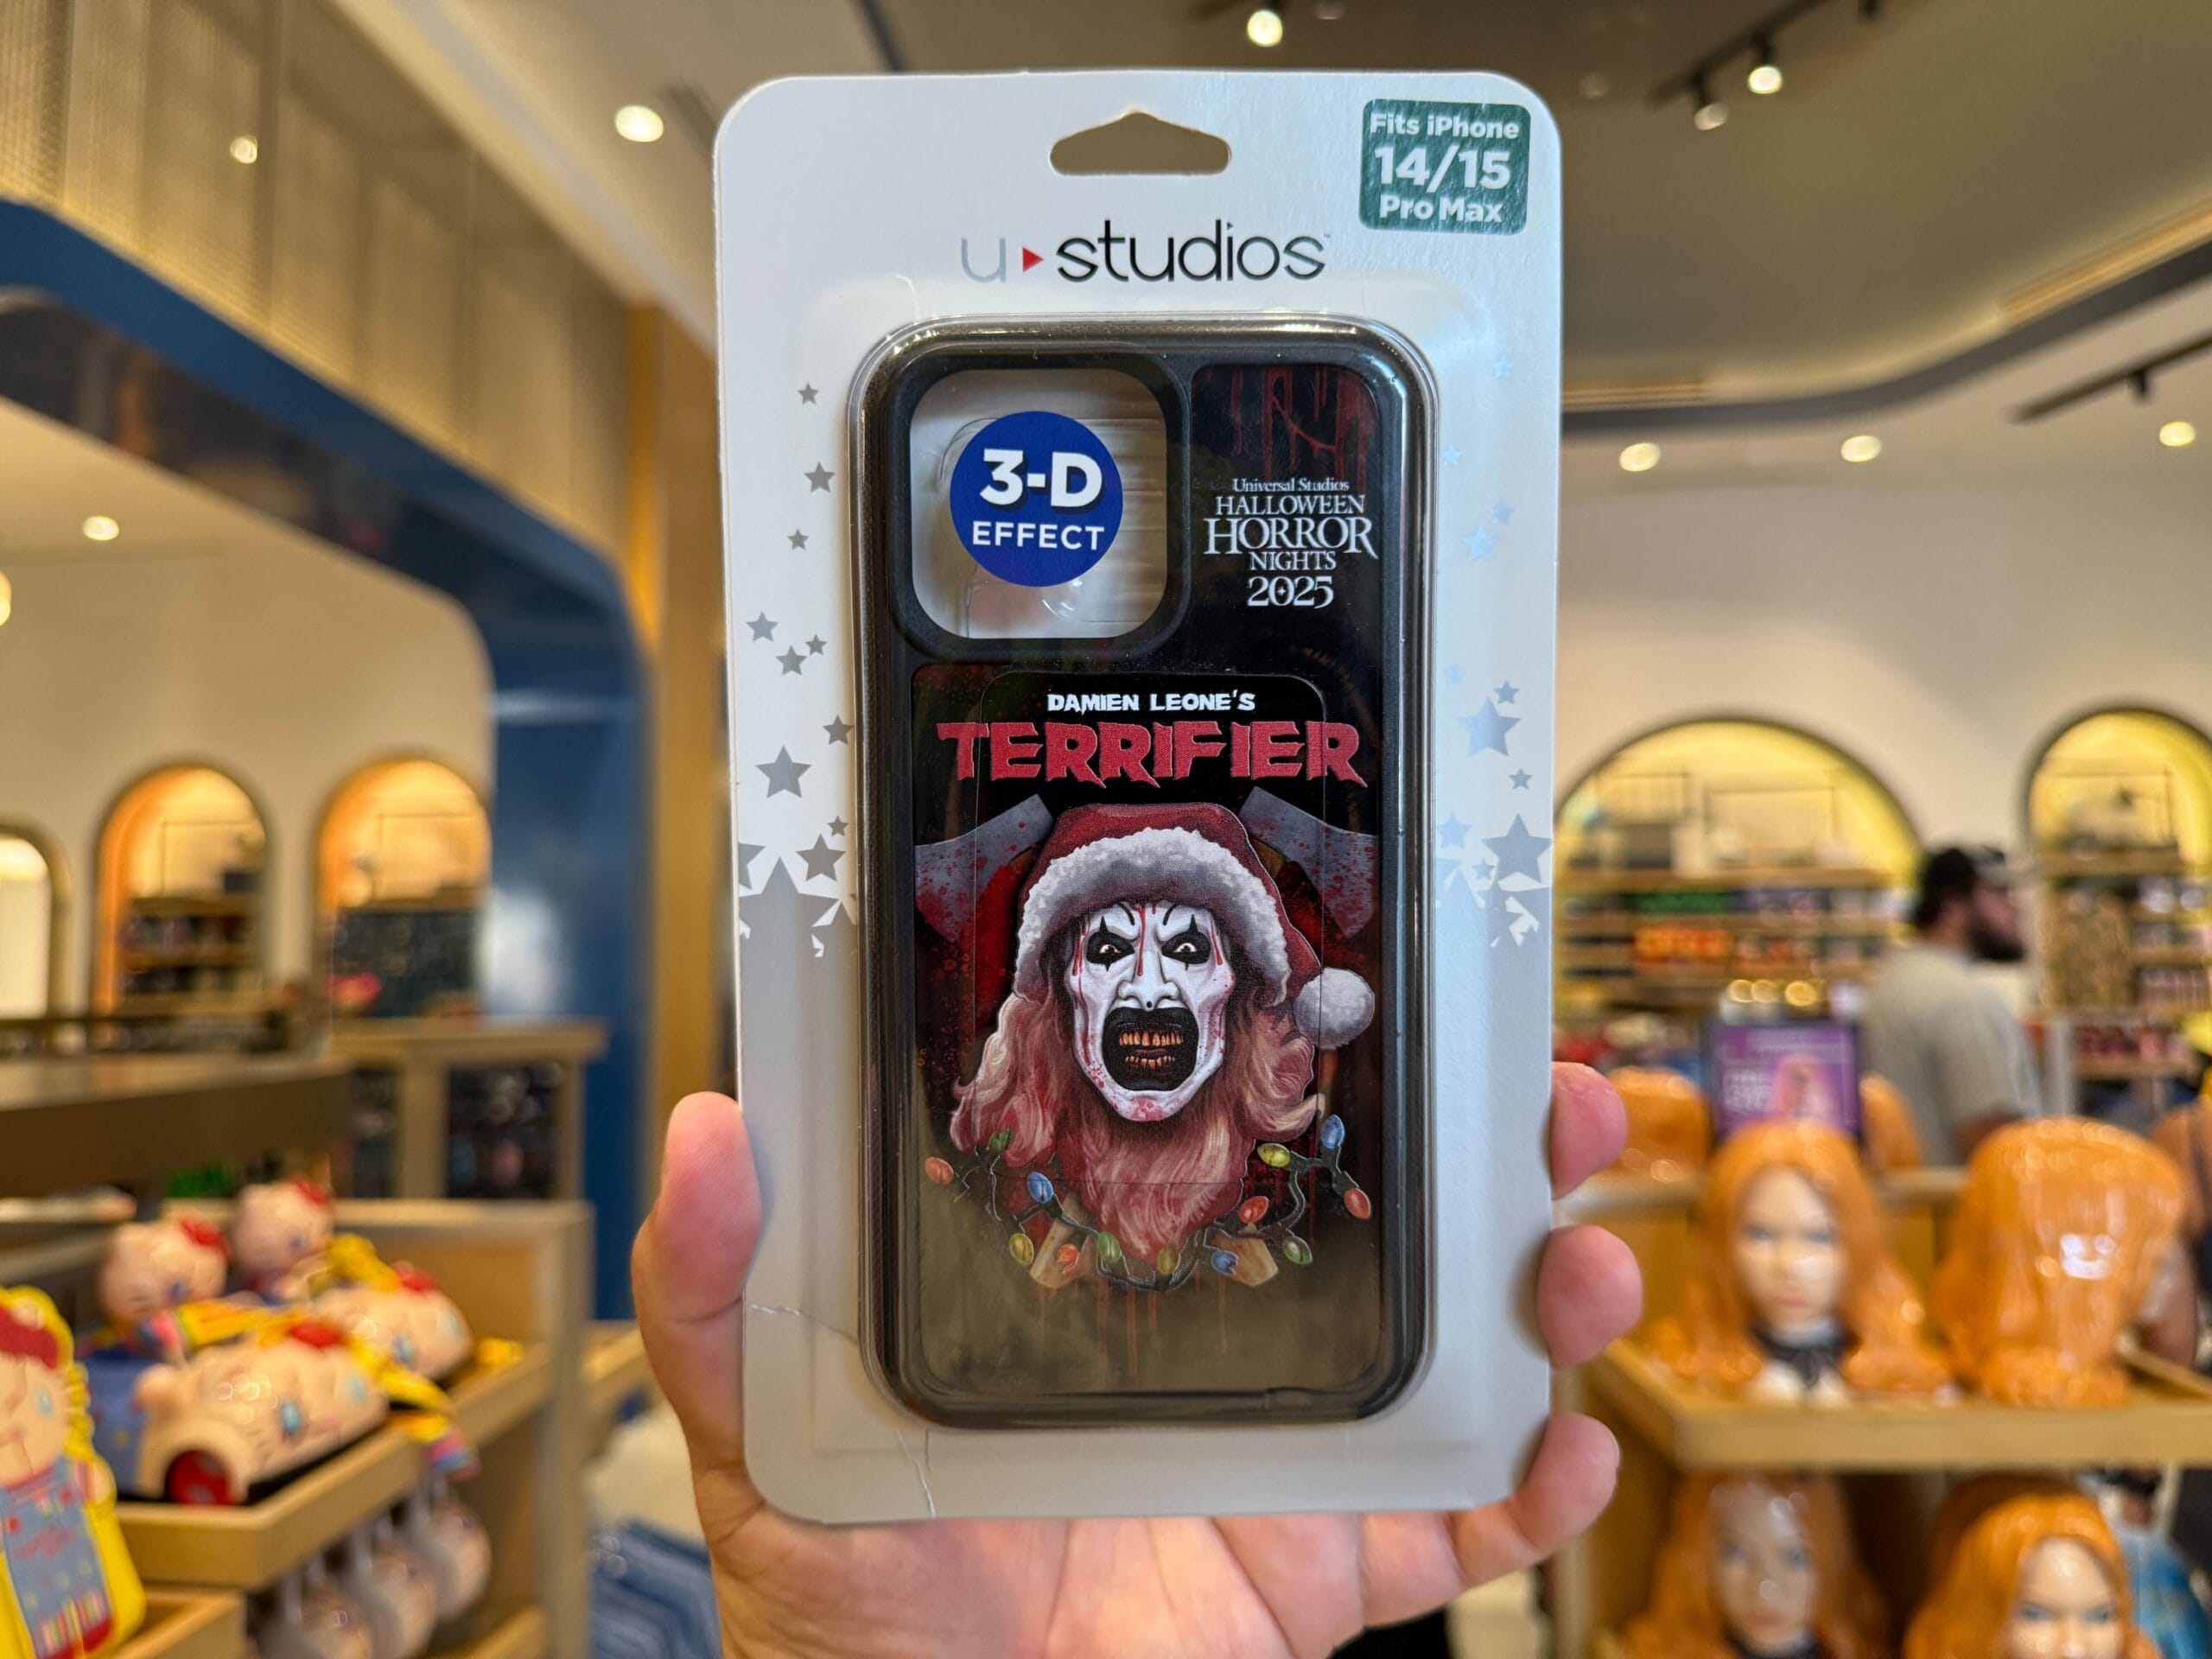 Fits iPhone
14/15
Pro Max
u studios
3-D
EFFECT
Universal Studios
HALLOWEEN
HORROR
NIGHTS
2025
DAMIEN LEONE'S
TERRIFIER